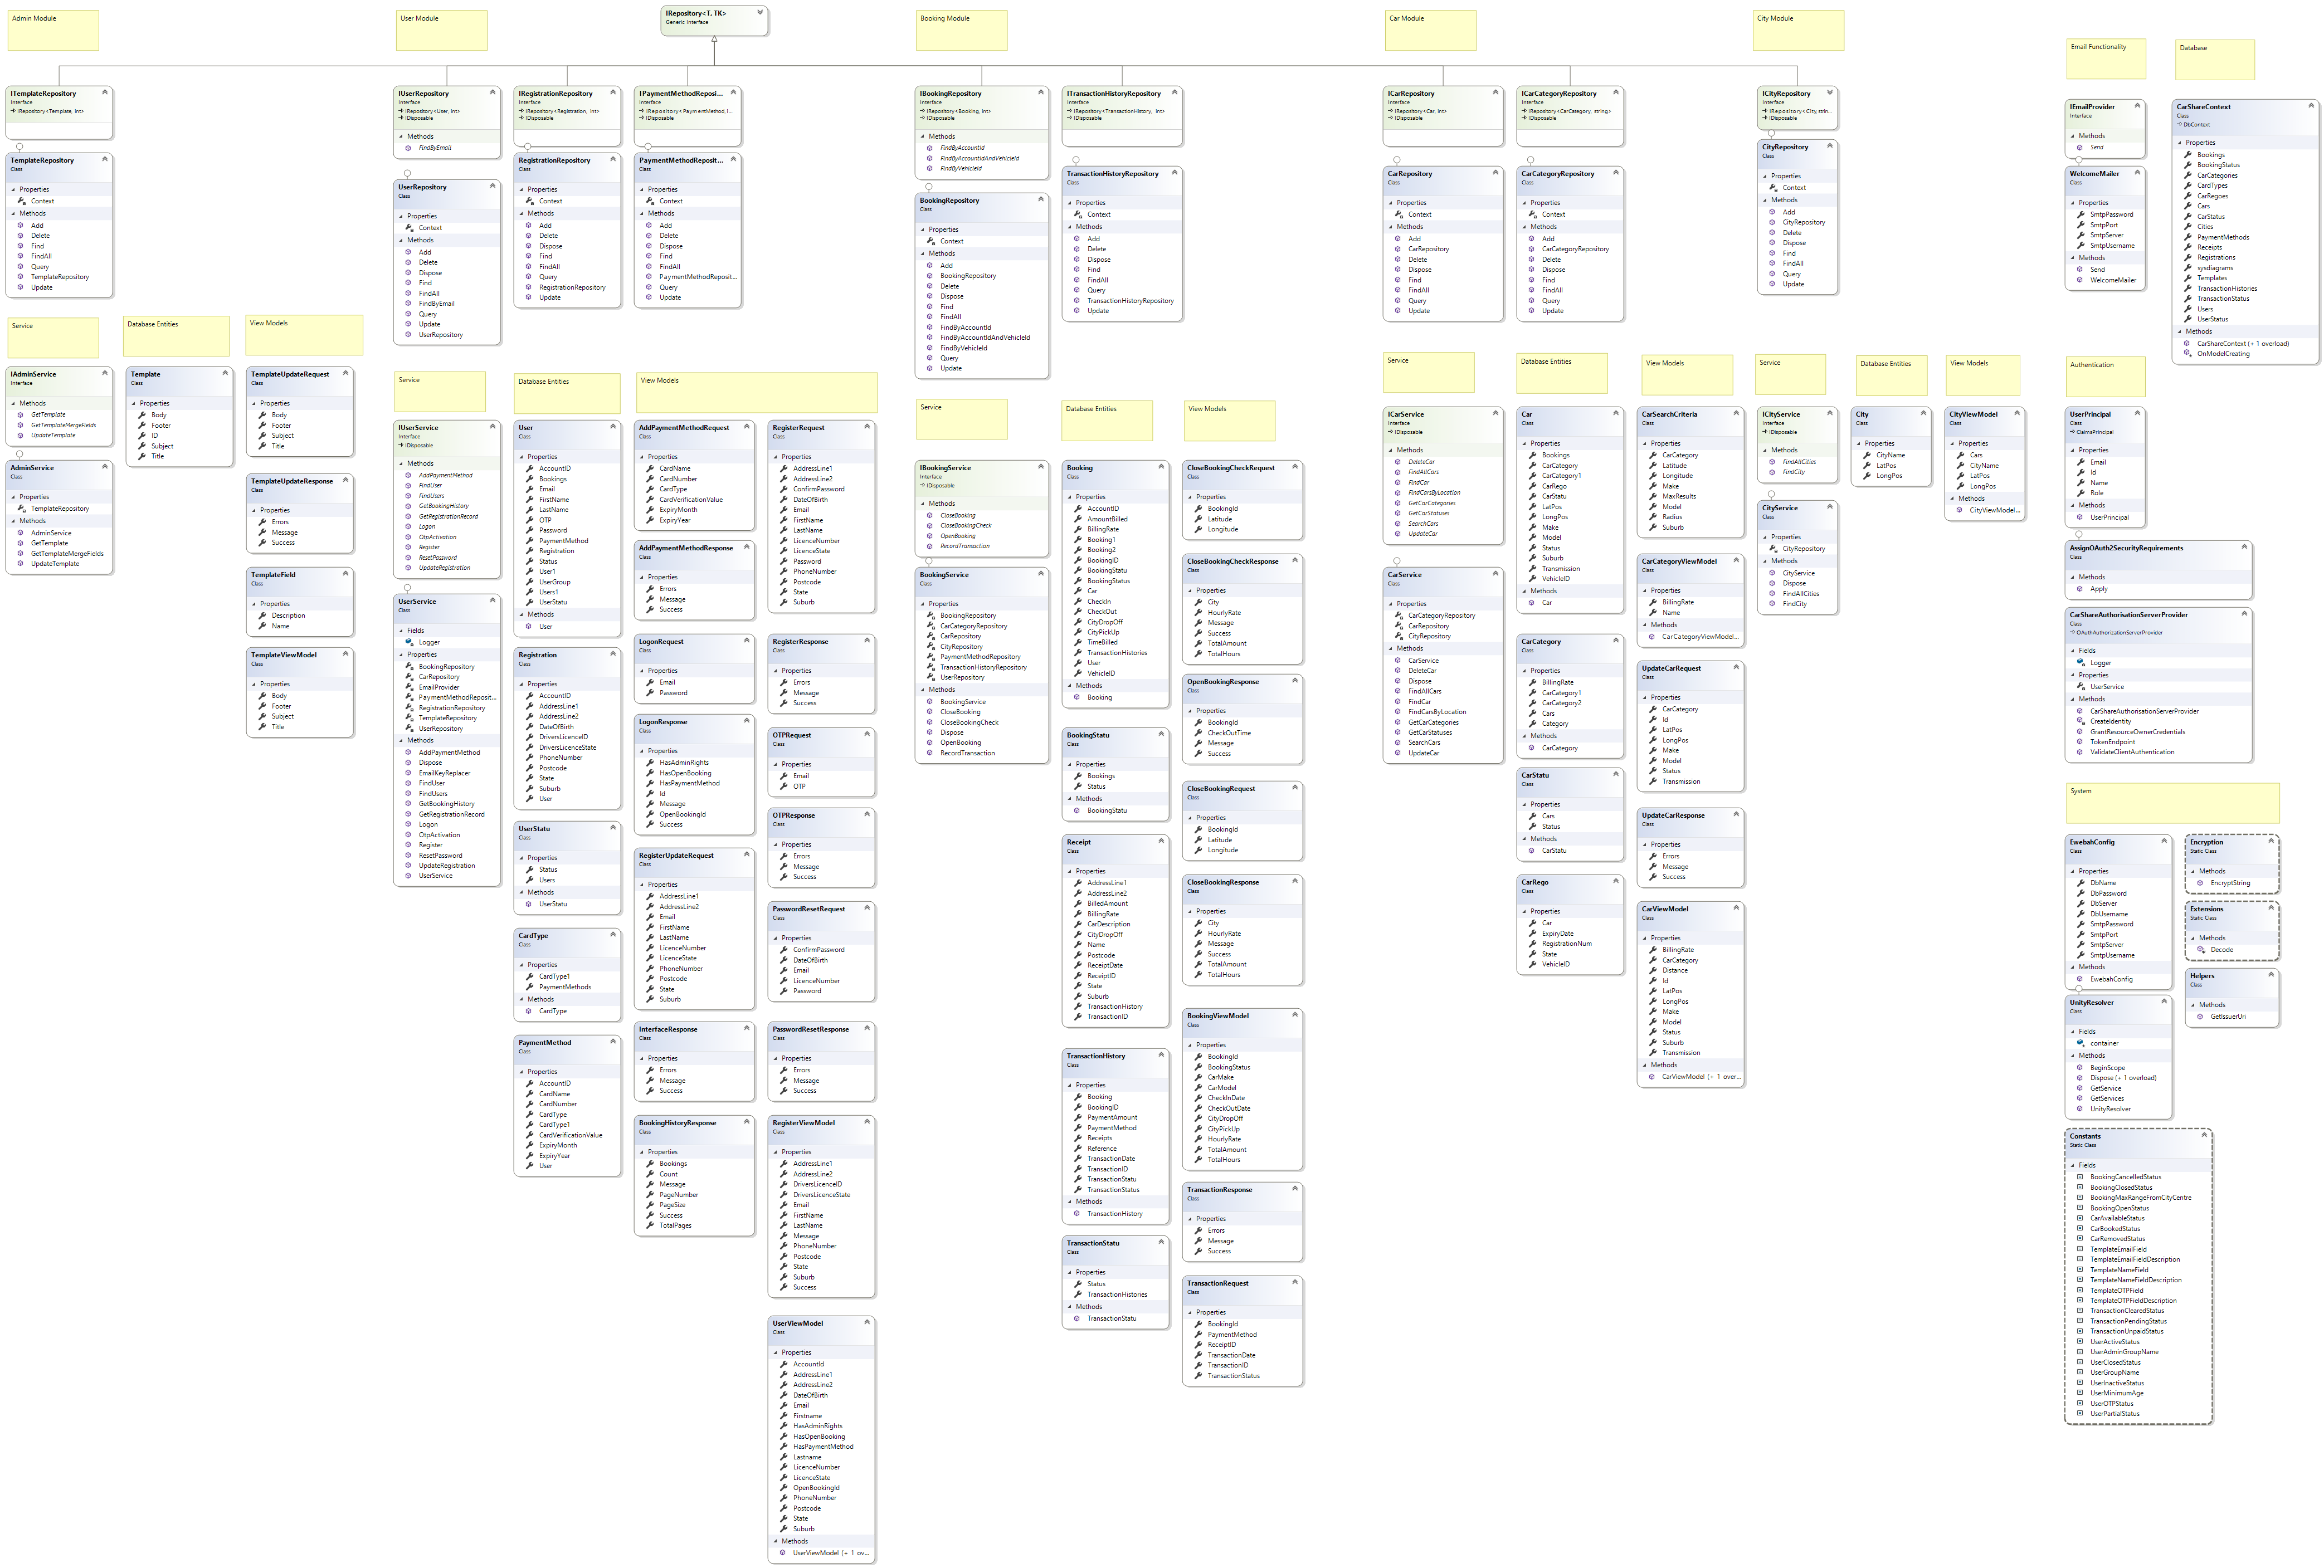 Admin Module
User Module
IRepository<T, TK>
Generic Interface
Booking Module
Car Module
City Module
Email Functionality
Database
ITemplateRepository
Interface
IRepository<Template, int>
TemplateRepository
Class
Properties
Context
Methods
Add
Delete
Find
FindAll
Query
TemplateRepository
Update
IUserRepository
Interface
IRepository<User, int>
IDisposable
Methods
FindByEmail
UserRepository
Class
Properties
Context
Methods
Add
Delete
Dispose
Find
FindAll
FindByEmail
Query
Update
UserRepository
IRegistrationRepository
Interface
IRepository<Registration, int>
IDisposable
RegistrationRepository
Class
Properties
Context
Methods
Add
Delete
Dispose
Find
FindAll
Query
RegistrationRepository
Update
IPaymentMethodReposi...
Interface
IRepository<PaymentMethod, i...
IDisposable
PaymentMethodReposit...
Class
Properties
Context
Methods
Add
Delete
Dispose
Find
FindAll
PaymentMethodReposit...
Query
Update
IBookingRepository
Interface
IRepository<Booking, int>
IDisposable
Methods
FindByAccountId
FindByAccountIdAndVehicleId
FindByVehicleId
BookingRepository
Class
Properties
Context
Methods
Add
BookingRepository
Delete
Dispose
Find
FindAll
FindByAccountId
FindByAccountIdAndVehicleId
FindByVehicleId
Query
Update
ITransactionHistoryRepository
Interface
IRepository<TransactionHistory, int>
IDisposable
TransactionHistoryRepository
Class
Properties
Context
Methods
Add
Delete
Dispose
Find
FindAll
Query
TransactionHistoryRepository
Update
ICarRepository
Interface
IRepository<Car, int>
IDisposable
CarRepository
Class
Properties
Context
Methods
Add
CarRepository
Delete
Dispose
Find
FindAll
Query
Update
ICarCategoryRepository
Interface
IRepository<CarCategory, string>
IDisposable
CarCategoryRepository
Class
Properties
Context
Methods
Add
CarCategoryRepository
Delete
Dispose
Find
FindAll
Query
Update
ICityRepository
Interface
IRepository<City, strin...
IDisposable
CityRepository
Class
Properties
Context
Methods
Add
CityRepository
Delete
Dispose
Find
FindAll
Query
Update
IEmailProvider
Interface
Methods
Send
WelcomeMailer
Class
Properties
SmtpPassword
SmtpPort
SmtpServer
SmtpUsername
Methods
Send
WelcomeMailer
CarShareContext
Class
DbContext
Properties
Bookings
BookingStatus
CarCategories
CardTypes
CarRegoes
Cars
CarStatus
Cities
PaymentMethods
Receipts
Registrations
sysdiagrams
Templates
TransactionHistories
TransactionStatus
Users
UserStatus
Methods
CarShareContext (+ 1 overload)
OnModelCreating
Service
Database Entities
View Models
IAdminService
Interface
Methods
GetTemplate
GetTemplateMergeFields
UpdateTemplate
AdminService
Class
Properties
TemplateRepository
Methods
AdminService
GetTemplate
GetTemplateMergeFields
UpdateTemplate
Template
Class
Properties
Body
Footer
ID
Subject
Title
TemplateUpdateRequest
Class
Properties
Body
Footer
Subject
Title
TemplateUpdateResponse
Class
Properties
Errors
Message
Success
TemplateField
Class
Properties
Description
Name
TemplateViewModel
Class
Properties
Body
Footer
Subject
Title
Service
Database Entities
View Models
IUserService
Interface
IDisposable
Methods
AddPaymentMethod
FindUser
FindUsers
GetBookingHistory
GetRegistrationRecord
Logon
OtpActivation
Register
ResetPassword
UpdateRegistration
UserService
Class
Fields
Logger
Properties
BookingRepository
CarRepository
EmailProvider
PaymentMethodReposit...
RegistrationRepository
TemplateRepository
UserRepository
Methods
AddPaymentMethod
Dispose
EmailKeyReplacer
FindUser
FindUsers
GetBookingHistory
GetRegistrationRecord
Logon
OtpActivation
Register
ResetPassword
UpdateRegistration
UserService
User
Class
Properties
AccountID
Bookings
Email
FirstName
LastName
OTP
Password
PaymentMethod
Registration
Status
User1
UserGroup
Users1
UserStatu
Methods
User
Registration
Class
Properties
AccountID
AddressLine1
AddressLine2
DateOfBirth
DriversLicenceID
DriversLicenceState
PhoneNumber
Postcode
State
Suburb
User
UserStatu
Class
Properties
Status
Users
Methods
UserStatu
CardType
Class
Properties
CardType1
PaymentMethods
Methods
CardType
PaymentMethod
Class
Properties
AccountID
CardName
CardNumber
CardType
CardType1
CardVerificationValue
ExpiryMonth
ExpiryYear
User
AddPaymentMethodRequest
Class
Properties
CardName
CardNumber
CardType
CardVerificationValue
ExpiryMonth
ExpiryYear
AddPaymentMethodResponse
Class
Properties
Errors
Message
Success
LogonRequest
Class
Properties
Email
Password
LogonResponse
Class
Properties
HasAdminRights
HasOpenBooking
HasPaymentMethod
Id
Message
OpenBookingId
Success
RegisterUpdateRequest
Class
Properties
AddressLine1
AddressLine2
Email
FirstName
LastName
LicenceNumber
LicenceState
PhoneNumber
Postcode
State
Suburb
InterfaceResponse
Class
Properties
Errors
Message
Success
BookingHistoryResponse
Class
Properties
Bookings
Count
Message
PageNumber
PageSize
Success
TotalPages
RegisterRequest
Class
Properties
AddressLine1
AddressLine2
ConfirmPassword
DateOfBirth
Email
FirstName
LastName
LicenceNumber
LicenceState
Password
PhoneNumber
Postcode
State
Suburb
RegisterResponse
Class
Properties
Errors
Message
Success
OTPRequest
Class
Properties
Email
OTP
OTPResponse
Class
Properties
Errors
Message
Success
PasswordResetRequest
Class
Properties
ConfirmPassword
DateOfBirth
Email
LicenceNumber
Password
PasswordResetResponse
Class
Properties
Errors
Message
Success
RegisterViewModel
Class
Properties
AddressLine1
AddressLine2
DriversLicenceID
DriversLicenceState
Email
FirstName
LastName
Message
PhoneNumber
Postcode
State
Suburb
Success
UserViewModel
Class
Properties
AccountId
AddressLine1
AddressLine2
DateOfBirth
Email
Firstname
HasAdminRights
HasOpenBooking
HasPaymentMethod
Lastname
LicenceNumber
LicenceState
OpenBookingId
PhoneNumber
Postcode
State
Suburb
Methods
UserViewModel (+ 1 ov...
Service
Database Entities
View Models
IBookingService
Interface
IDisposable
Methods
CloseBooking
CloseBookingCheck
OpenBooking
RecordTransaction
BookingService
Class
Properties
BookingRepository
CarCategoryRepository
CarRepository
CityRepository
PaymentMethodRepository
TransactionHistoryRepository
UserRepository
Methods
BookingService
CloseBooking
CloseBookingCheck
Dispose
OpenBooking
RecordTransaction
Booking
Class
Properties
AccountID
AmountBilled
BillingRate
Booking1
Booking2
BookingID
BookingStatu
BookingStatus
Car
CheckIn
CheckOut
CityDropOff
CityPickUp
TimeBilled
TransactionHistories
User
VehicleID
Methods
Booking
BookingStatu
Class
Properties
Bookings
Status
Methods
BookingStatu
Receipt
Class
Properties
AddressLine1
AddressLine2
BilledAmount
BillingRate
CarDescription
CityDropOff
Name
Postcode
ReceiptDate
ReceiptID
State
Suburb
TransactionHistory
TransactionID
TransactionHistory
Class
Properties
Booking
BookingID
PaymentAmount
PaymentMethod
Receipts
Reference
TransactionDate
TransactionID
TransactionStatu
TransactionStatus
Methods
TransactionHistory
TransactionStatu
Class
Properties
Status
TransactionHistories
Methods
TransactionStatu
CloseBookingCheckRequest
Class
Properties
BookingId
Latitude
Longitude
CloseBookingCheckResponse
Class
Properties
City
HourlyRate
Message
Success
TotalAmount
TotalHours
OpenBookingResponse
Class
Properties
BookingId
CheckOutTime
Message
Success
CloseBookingRequest
Class
Properties
BookingId
Latitude
Longitude
CloseBookingResponse
Class
Properties
City
HourlyRate
Message
Success
TotalAmount
TotalHours
BookingViewModel
Class
Properties
BookingId
BookingStatus
CarMake
CarModel
CheckInDate
CheckOutDate
CityDropOff
CityPickUp
HourlyRate
TotalAmount
TotalHours
TransactionResponse
Class
Properties
Errors
Message
Success
TransactionRequest
Class
Properties
BookingId
PaymentMethod
ReceiptID
TransactionDate
TransactionID
TransactionStatus
Service
Database Entities
View Models
ICarService
Interface
IDisposable
Methods
DeleteCar
FindAllCars
FindCar
FindCarsByLocation
GetCarCategories
GetCarStatuses
SearchCars
UpdateCar
CarService
Class
Properties
CarCategoryRepository
CarRepository
CityRepository
Methods
CarService
DeleteCar
Dispose
FindAllCars
FindCar
FindCarsByLocation
GetCarCategories
GetCarStatuses
SearchCars
UpdateCar
Car
Class
Properties
Bookings
CarCategory
CarCategory1
CarRego
CarStatu
LatPos
LongPos
Make
Model
Status
Suburb
Transmission
VehicleID
Methods
Car
CarCategory
Class
Properties
BillingRate
CarCategory1
CarCategory2
Cars
Category
Methods
CarCategory
CarStatu
Class
Properties
Cars
Status
Methods
CarStatu
CarRego
Class
Properties
Car
ExpiryDate
RegistrationNum
State
VehicleID
CarSearchCriteria
Class
Properties
CarCategory
Latitude
Longitude
Make
MaxResults
Model
Radius
Suburb
CarCategoryViewModel
Class
Properties
BillingRate
Name
Methods
CarCategoryViewModel...
UpdateCarRequest
Class
Properties
CarCategory
Id
LatPos
LongPos
Make
Model
Status
Transmission
UpdateCarResponse
Class
Properties
Errors
Message
Success
CarViewModel
Class
Properties
BillingRate
CarCategory
Distance
Id
LatPos
LongPos
Make
Model
Status
Suburb
Transmission
Methods
CarViewModel (+ 1 over...
Service
Database Entities
View Models
ICityService
Interface
IDisposable
Methods
FindAllCities
FindCity
CityService
Class
Properties
CityRepository
Methods
CityService
Dispose
FindAllCities
FindCity
City
Class
Properties
CityName
LatPos
LongPos
CityViewModel
Class
Properties
Cars
CityName
LatPos
LongPos
Methods
CityViewModel...
Authentication
UserPrincipal
Class
ClaimsPrincipal
Properties
Email
Id
Name
Role
Methods
UserPrincipal
AssignOAuth2SecurityRequirements
Class
Methods
Apply
CarShareAuthorisationServerProvider
Class
OAuthAuthorizationServerProvider
Fields
Logger
Properties
UserService
Methods
CarShareAuthorisationServerProvider
CreateIdentity
GrantResourceOwnerCredentials
TokenEndpoint
ValidateClientAuthentication
System
EwebahConfig
Class
Properties
DbName
DbPassword
DbServer
DbUsername
SmtpPassword
SmtpPort
SmtpServer
SmtpUsername
Methods
EwebahConfig
UnityResolver
Class
Fields
container
Methods
BeginScope
Dispose (+ 1 overload)
GetService
GetServices
UnityResolver
Encryption
Static Class
Methods
EncryptString
Extensions
Static Class
Methods
Decode
Helpers
Class
Methods
GetIssuerUri
Constants
Static Class
Fields
BookingCancelledStatus
BookingClosedStatus
BookingMaxRangeFromCityCentre
BookingOpenStatus
CarAvailableStatus
CarBookedStatus
CarRemovedStatus
TemplateEmailField
TemplateEmailFieldDescription
TemplateNameField
TemplateNameFieldDescription
TemplateOTPField
TemplateOTPFieldDescription
TransactionClearedStatus
TransactionPendingStatus
TransactionUnpaidStatus
UserActiveStatus
UserAdminGroupName
UserClosedStatus
UserGroupName
UserInactiveStatus
UserMinimumAge
UserOTPStatus
UserPartialStatus